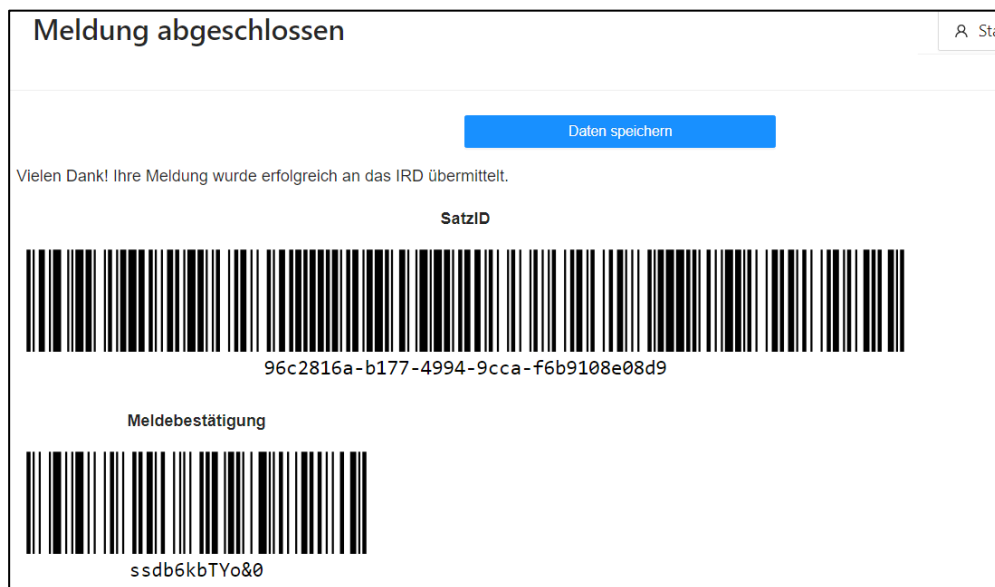 Meldung abgeschlossen
Sta
Daten speichern
Vielen Dank! Ihre Meldung wurde erfolgreich an das IRD übermittelt.
SatzID
96c2816a-b177-4994-9cca-f6b9108e08d9
Meldebestätigung
ssdb6kbTYo&0